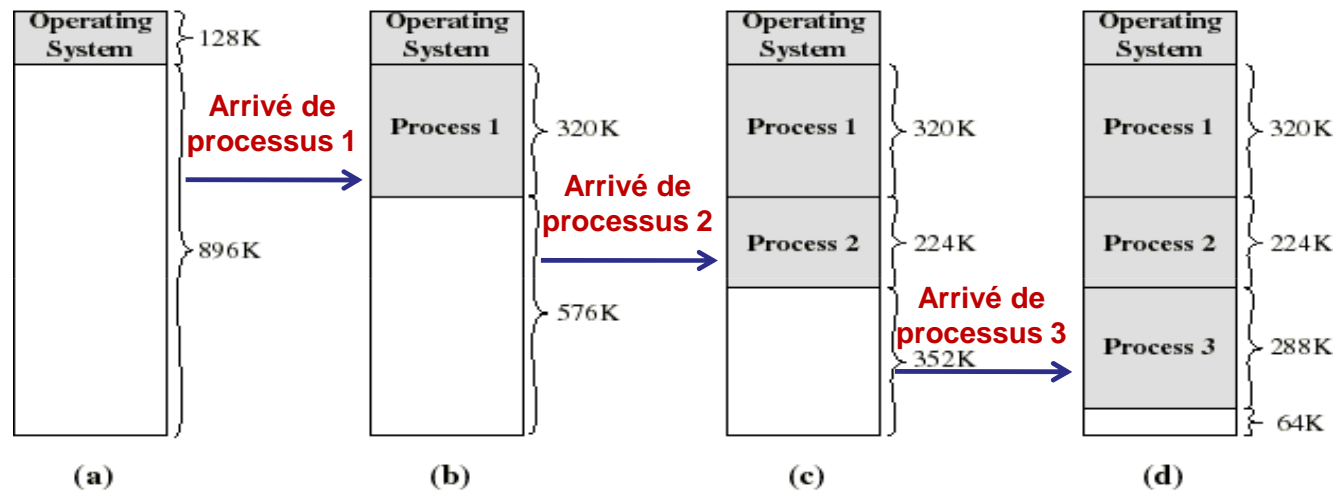 Operating
System
128K
896K
(a)
Arrivé de
processus 1
Operating
System
Process 1
320K
576K
(b)
Arrivé de
processus 2
Operating
System
Process 1
320K
Process 2
224K
352K
(c)
Arrivé de
processus 3
Operating
System
Process 1
320K
Process 2
224K
Process 3
288K
64K
(d)